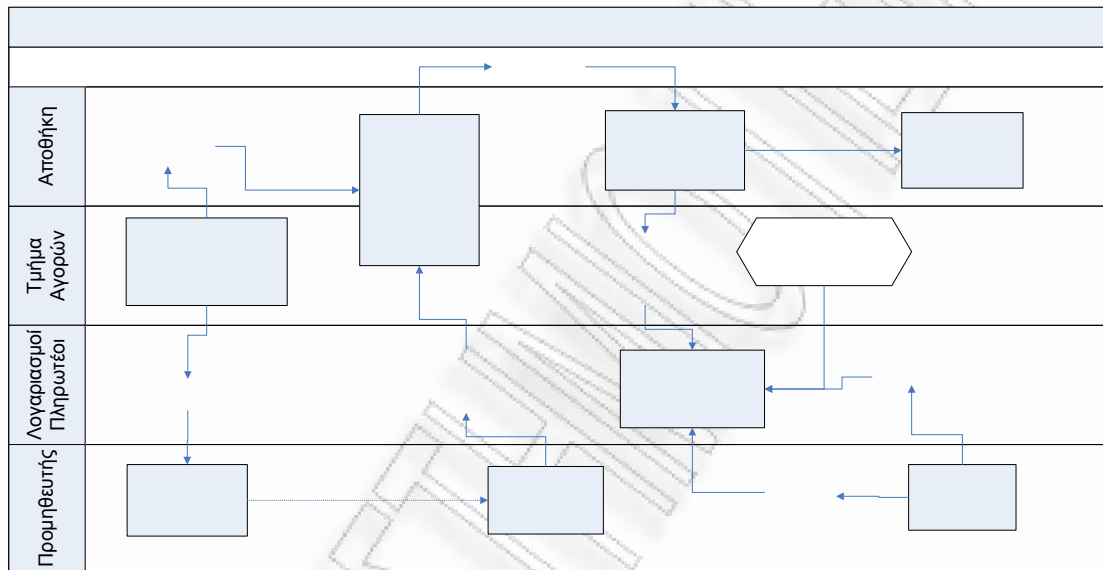 Αποθήκη
Τμήμα
Αγορών
Λογαριασμοί
Πληρωτέοι
Προμηθευτής